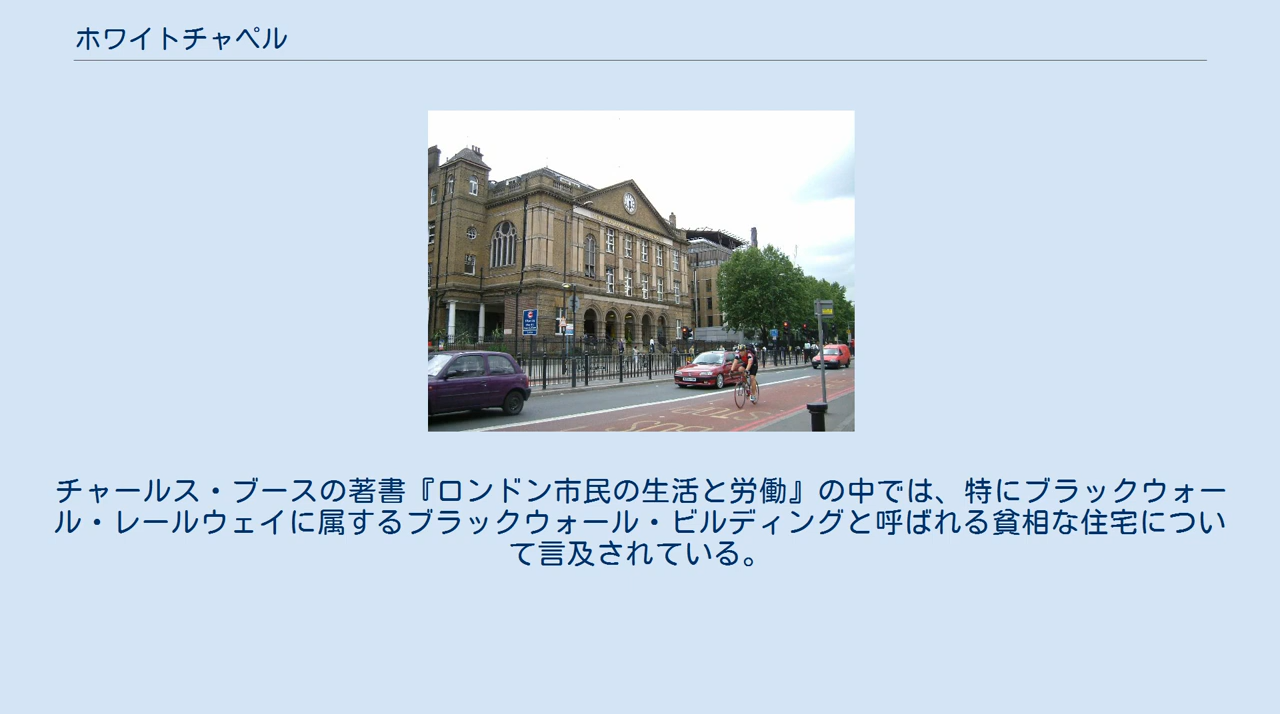 ホワイトチャペル
チャールス・ブースの著書『ロンドン市民の生活と労働』の中では、特にブラックウォー
ル・レールウェイに属するブラックウォール・ビルディングと呼ばれる貧相な住宅につい
て言及されている。